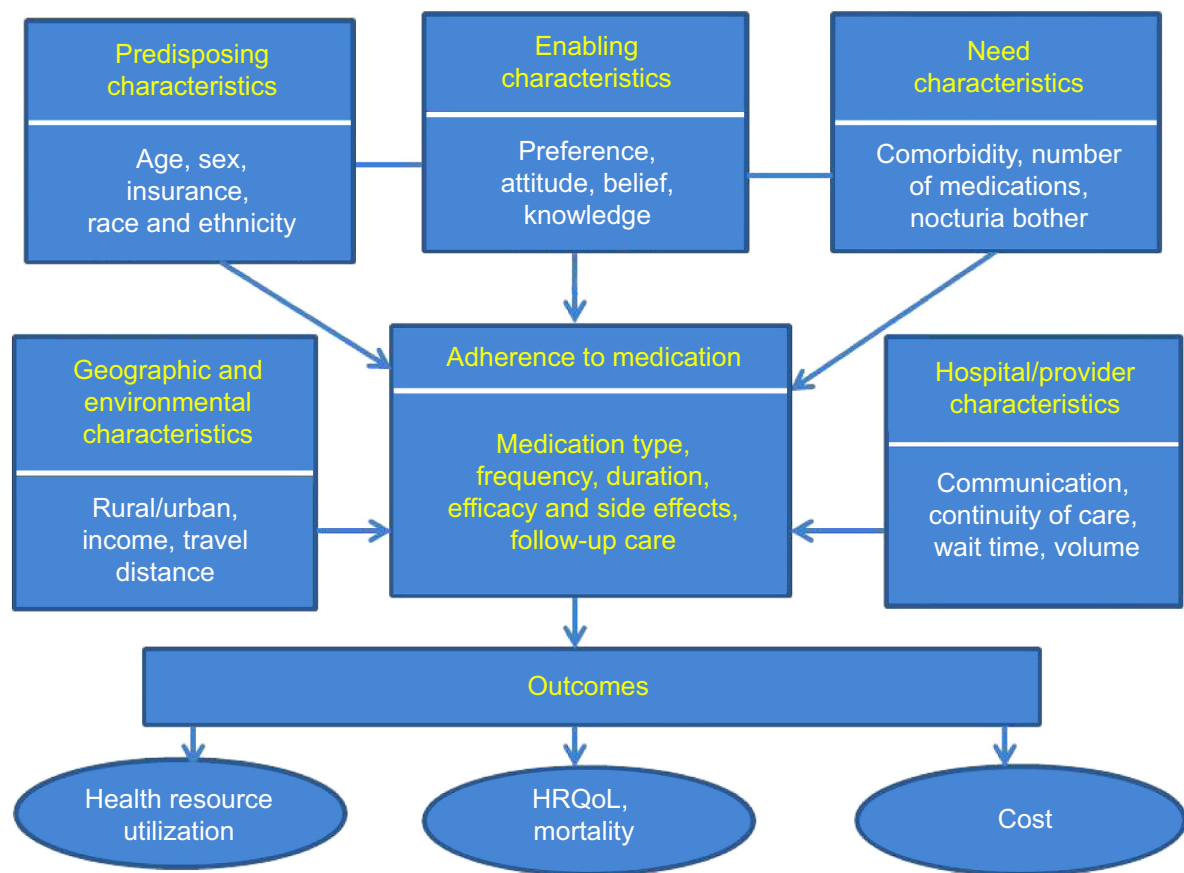 Predisposing
characteristics
Age, sex,
insurance,
race and ethnicity
Enabling
characteristics
Preference,
attitude, belief,
knowledge
Need
characteristics
Comorbidity, number
of medications,
nocturia bother
Geographic and
environmental
characteristics
Rural/urban,
income, travel
distance
Adherence to medication
Medication type,
frequency, duration,
efficacy and side effects,
follow-up care
Hospital/provider
characteristics
Communication,
continuity of care,
wait time, volume
Outcomes
Health resource
utilization
HRQoL,
mortality
Cost